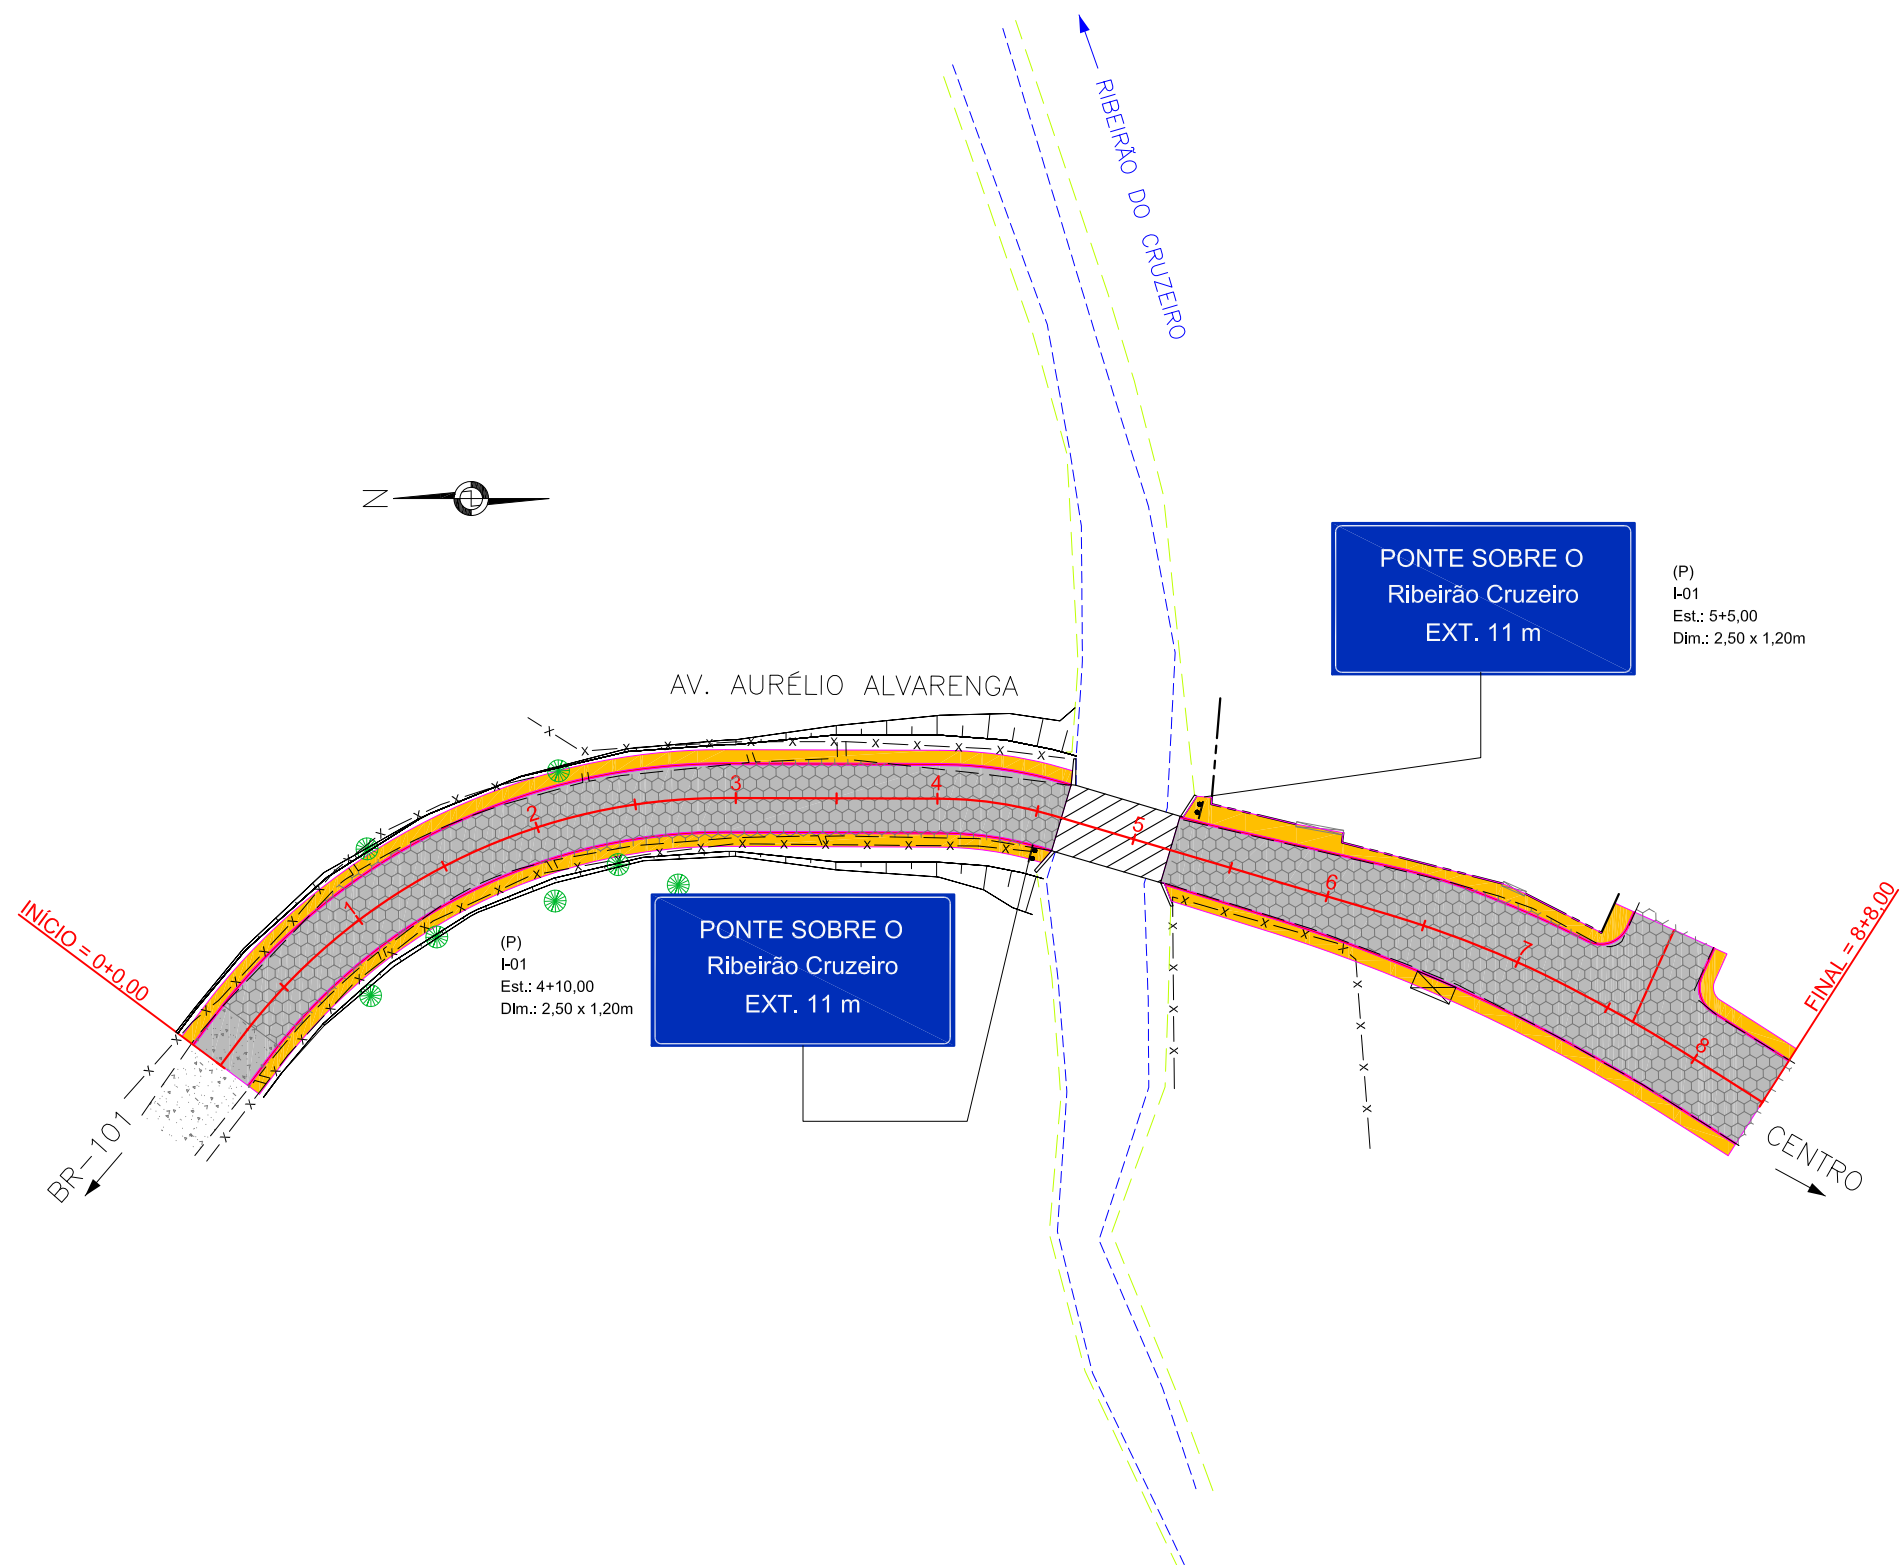 RIBEIRÃO DO CRUZEIRO
N
PONTE SOBRE O
Ribeirão Cruzeiro
EXT. 11 m
(P)
I-01
Est.: 5+5,00
Dim.: 2,50 x 1,20m
AV. AURÉLIO ALVARENGA
INÍCIO = 0+0,00
1
2
3
4
5
6
7
8
FINAL = 8+8,00
PONTE SOBRE O
Ribeirão Cruzeiro
EXT. 11 m
(P)
I-01
Est.: 4+10,00
DIm.: 2,50 x 1,20m
BR-101
CENTRO